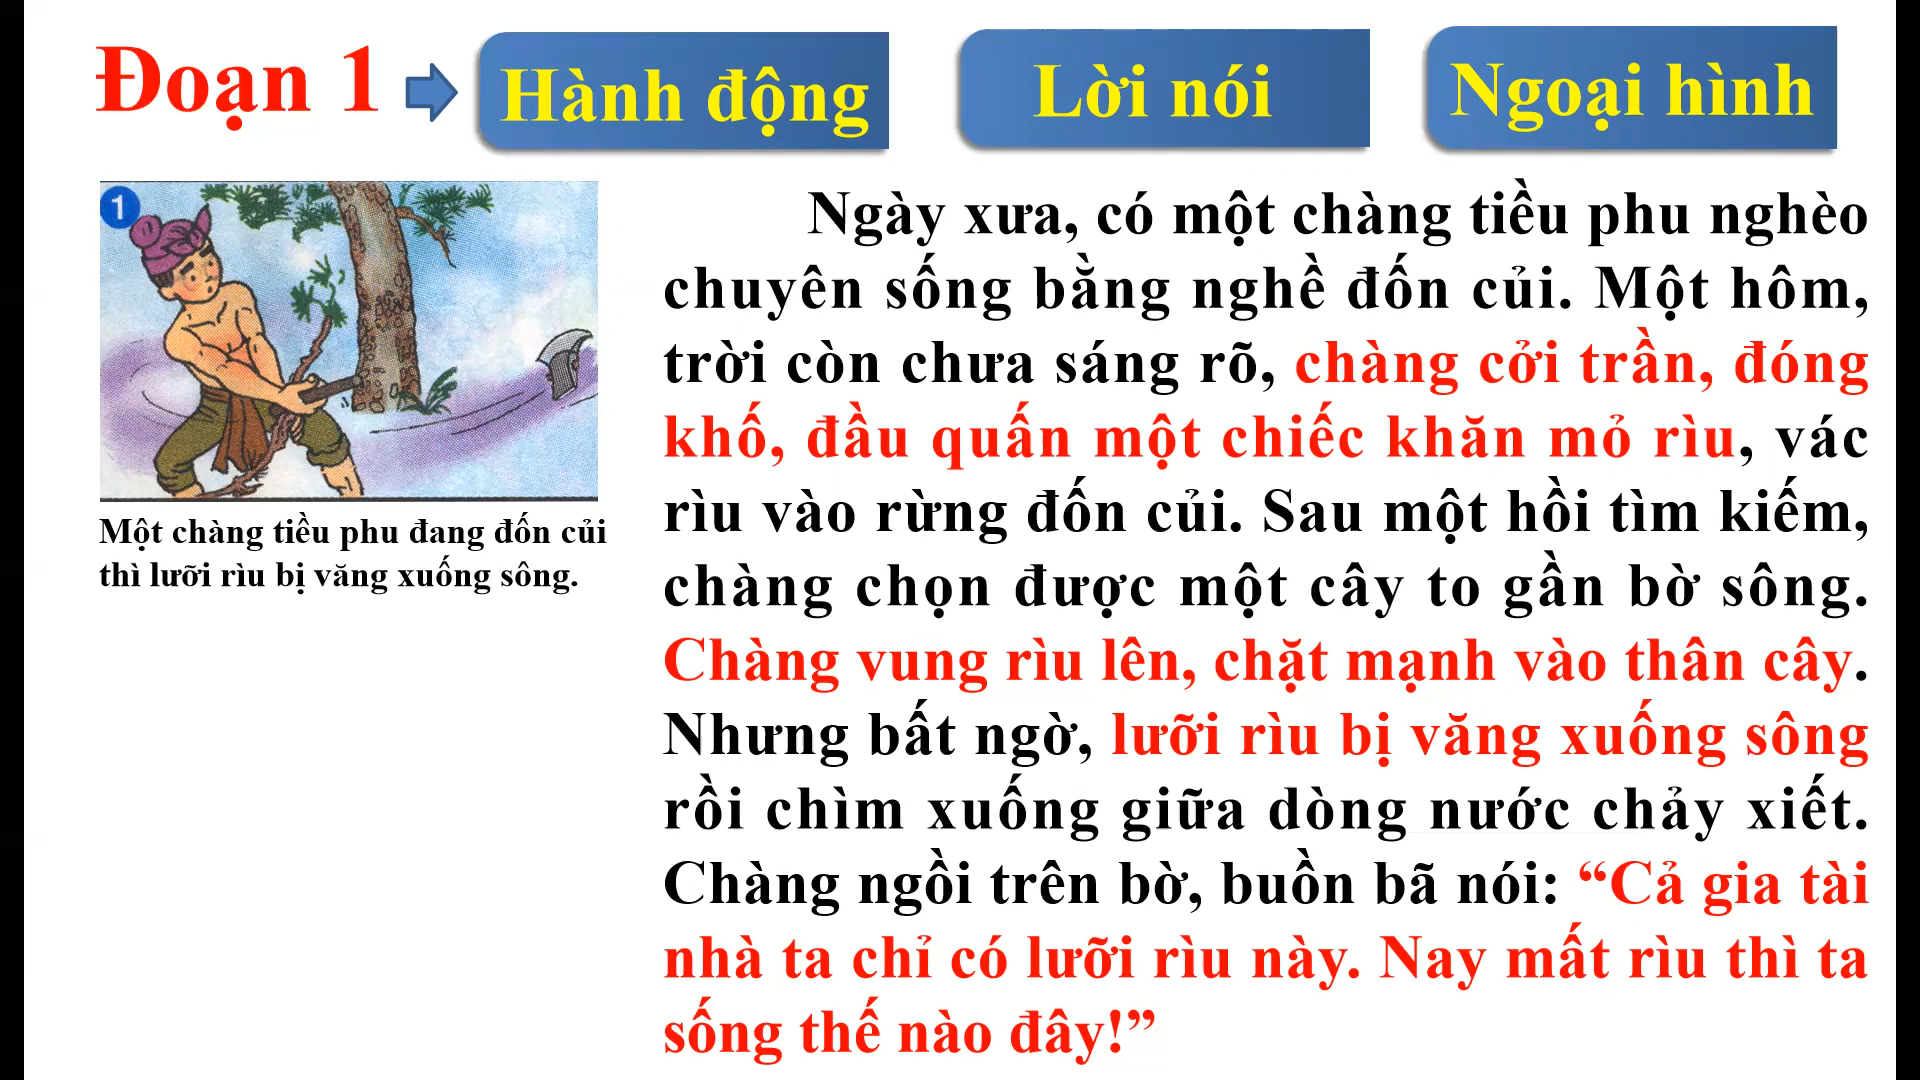 Đoạn 1
Hành động
Lời nói
Ngoại hình
1
Một chàng tiều phu đang đốn củi
thì lưỡi rìu bị văng xuống sông.
Ngày xưa, có một chàng tiều phu nghèo
chuyên sống bằng nghề đốn củi. Một hôm,
trời còn chưa sáng rõ, chàng cởi trần, đóng
khố, đầu quấn một chiếc khăn mỏ rìu, vác
rìu vào rừng đốn củi. Sau một hồi tìm kiếm,
chàng chọn được một cây to gần bờ sông.
Chàng vung rìu lên, chặt mạnh vào thân cây.
Nhưng bất ngờ, lưỡi rìu bị văng xuống sông
rồi chìm xuống giữa dòng nước chảy xiết.
Chàng ngồi trên bờ, buồn bã nói: “Cả gia tài
nhà ta chỉ có lưỡi rìu này. Nay mất rìu thì ta
sống thế nào đây!”